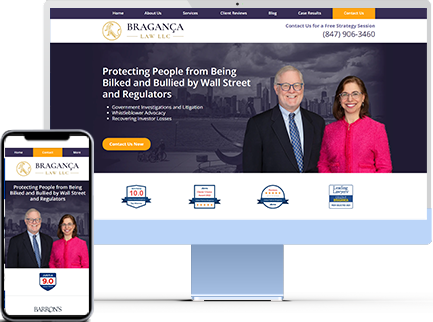 Home About Us Services Client Reviews Blog Case Results Contact Us
BRAGANÇA
LAW LLC
Contact Us for a Free Strategy Session
(847) 906-3460
Protecting People from Being
Bilked and Bullied by Wall Street
and Regulators
• Government Investigations and Litigation
• Whistleblower Advocacy
• Recovering Investor Losses
Contact Us Now
10.0
Leading
Lawyers
Home Contact More
BRAGANÇA
LAW LLC
Protecting People from Being
Bilked and Bullied by Wall Street
and Regulators
9.0
BARRON'S